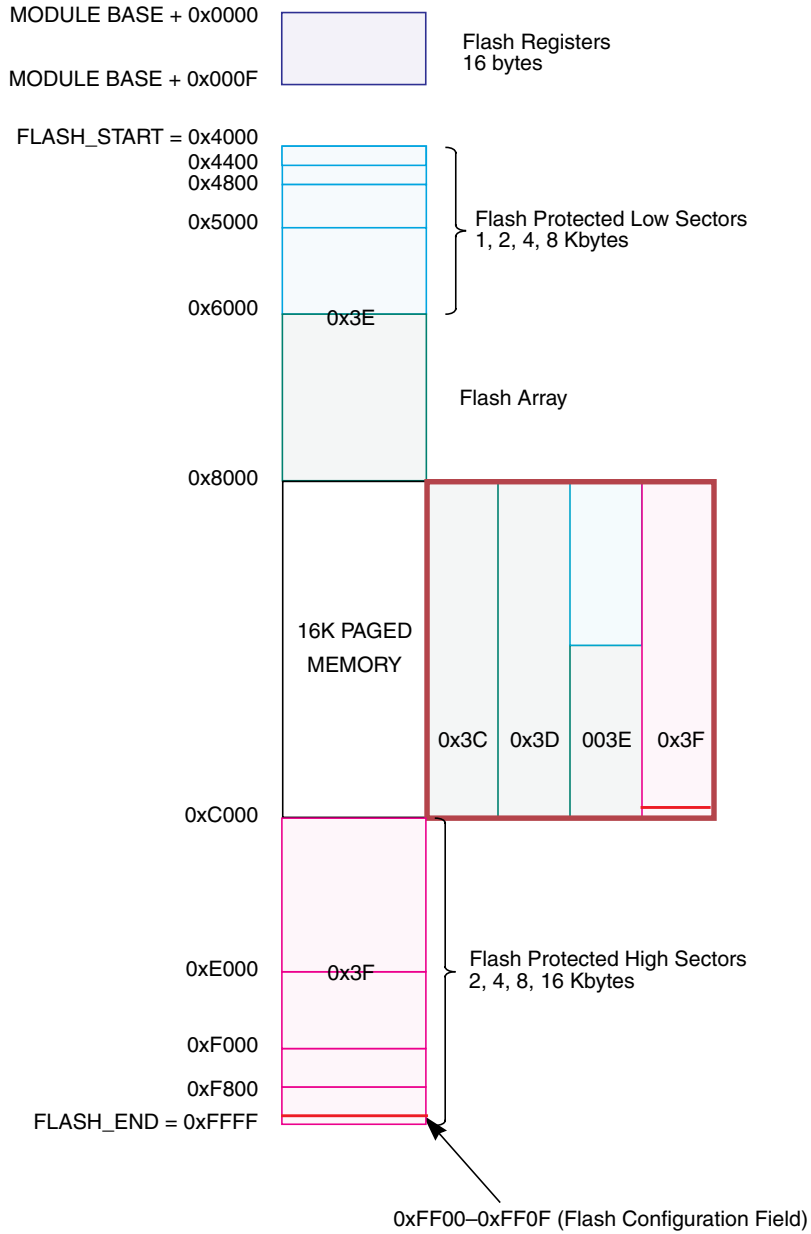 MODULE BASE + 0x0000
Flash Registers
16 bytes
MODULE BASE + 0x000F
FLASH_START = 0x4000
0x4400
0x4800
0x5000
Flash Protected Low Sectors
1, 2, 4, 8 Kbytes
0x6000
0x3E
Flash Array
0x8000
16K PAGED
MEMORY
0x3C
0x3D
003E
0x3F
0xC000
0xE000
0x3F
Flash Protected High Sectors
2, 4, 8, 16 Kbytes
0xF000
0xF800
FLASH_END = 0xFFFF
0xFF00–0xFF0F (Flash Configuration Field)